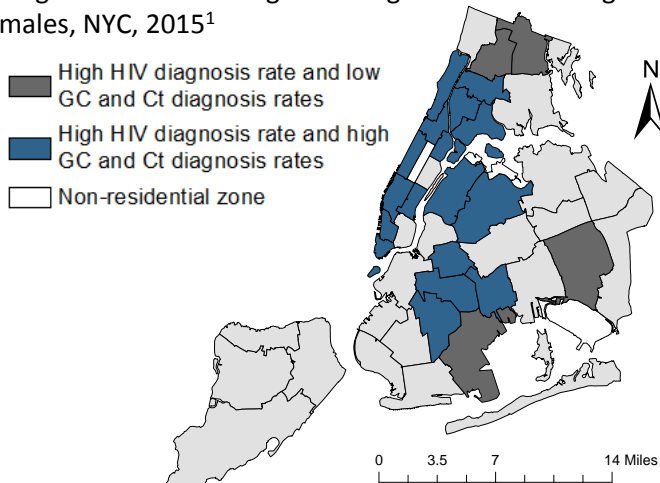 males, NYC, 2015¹
High HIV diagnosis rate and low
GC and Ct diagnosis rates
High HIV diagnosis rate and high
GC and Ct diagnosis rates
Non-residential zone
N
0 3.5 7 14 Miles